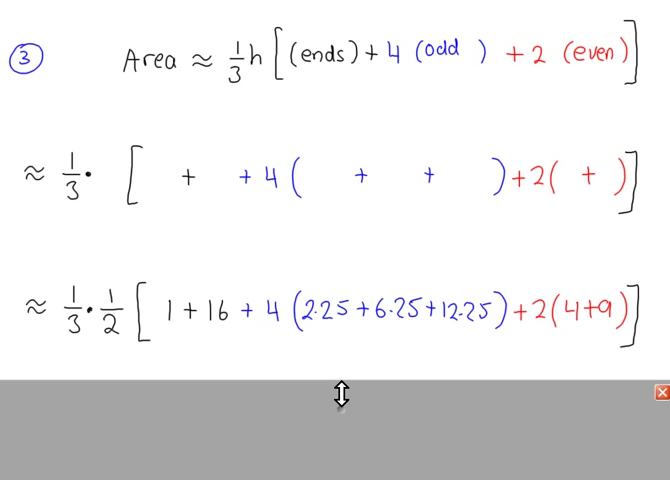 ③ Area ≈ 1/3 h [(ends) + 4 (odd ) + 2 (even)]
≈ 1/3 · [ + + 4 ( + + ) + 2 ( + )]
≈ 1/3 · 1/2 [1 + 16 + 4 (2·25 + 6·25 + 12·25) + 2 (4+9)]